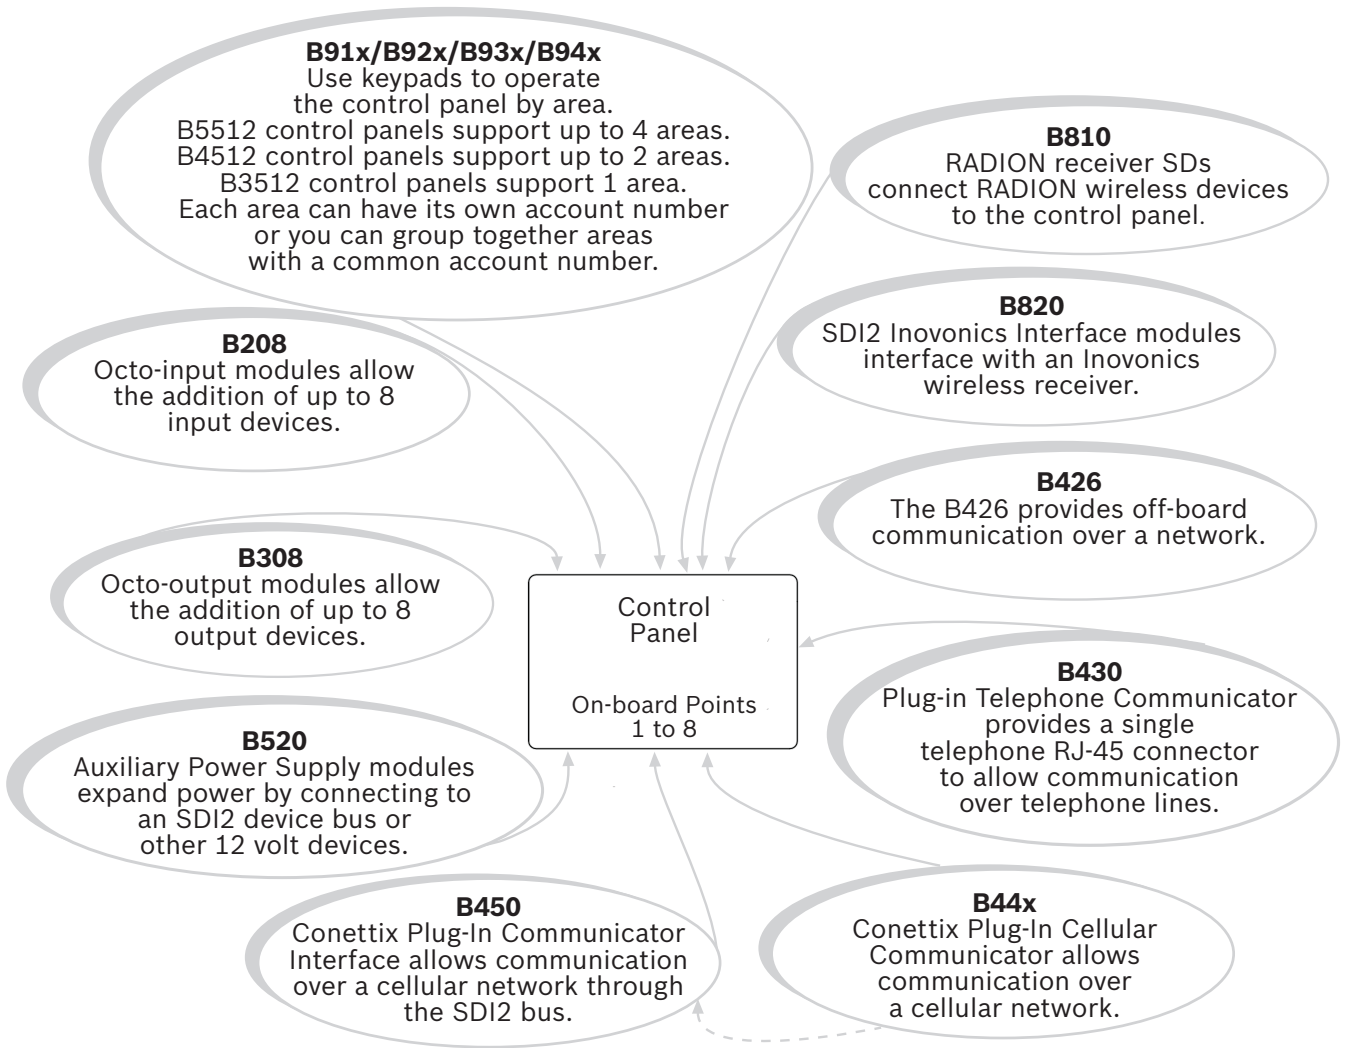 B91x/B92x/B93x/B94x
Use keypads to operate
the control panel by area.
B5512 control panels support up to 4 areas.
B4512 control panels support up to 2 areas.
B3512 control panels support 1 area.
Each area can have its own account number
or you can group together areas
with a common account number.
B810
RADION receiver SDs
connect RADION wireless devices
to the control panel.
B208
Octo-input modules allow
the addition of up to 8
input devices.
B820
SDI2 Inovonics Interface modules
interface with an Inovonics
wireless receiver.
B426
The B426 provides off-board
communication over a network.
B308
Octo-output modules allow
the addition of up to 8
output devices.
Control
Panel
On-board Points
1 to 8
B430
Plug-in Telephone Communicator
provides a single
telephone RJ-45 connector
to allow communication
over telephone lines.
B520
Auxiliary Power Supply modules
expand power by connecting to
an SDI2 device bus or
other 12 volt devices.
B450
Conettix Plug-In Communicator
Interface allows communication
over a cellular network through
the SDI2 bus.
B44x
Conettix Plug-In Cellular
Communicator allows
communication over
a cellular network.